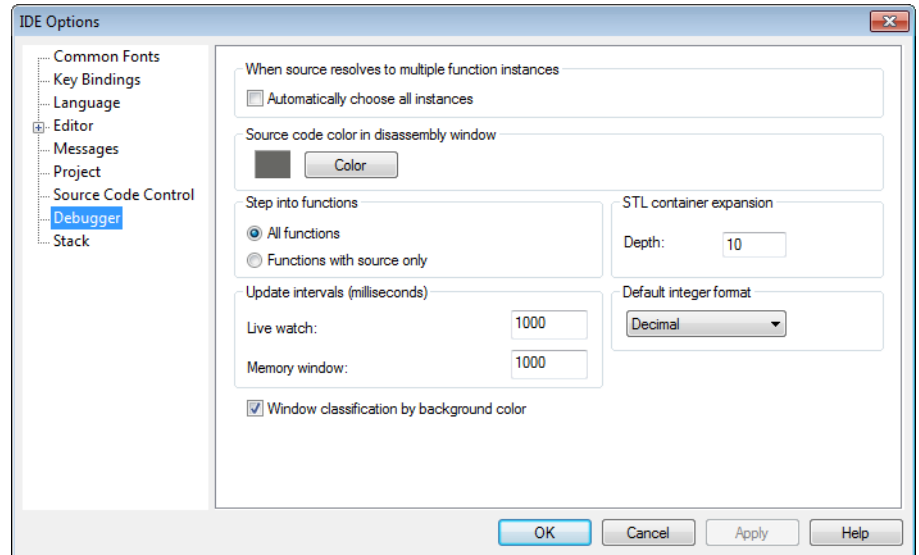 IDE Options
Common Fonts
Key Bindings
Language
Editor
Messages
Project
Source Code Control
Debugger
Stack
When source resolves to multiple function instances
Automatically choose all instances
Source code color in disassembly window
Color
Step into functions
All functions
Functions with source only
STL container expansion
Depth: 10
Update intervals (milliseconds)
Live watch: 1000
Memory window: 1000
Default integer format
Decimal
Window classification by background color
OK Cancel Apply Help